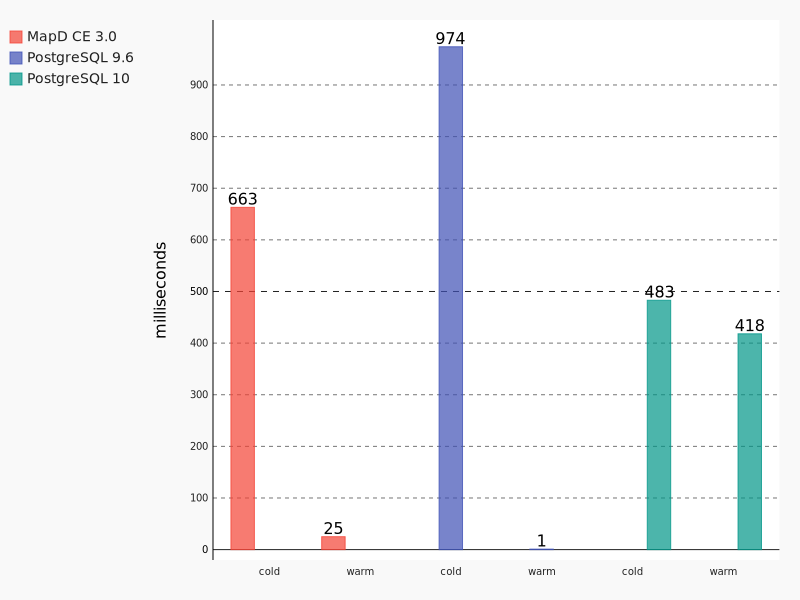 MapD CE 3.0
PostgreSQL 9.6
PostgreSQL 10
milliseconds
900
800
700
600
500
400
300
200
100
0
663
25
974
1
483
418
cold
warm
cold
warm
cold
warm